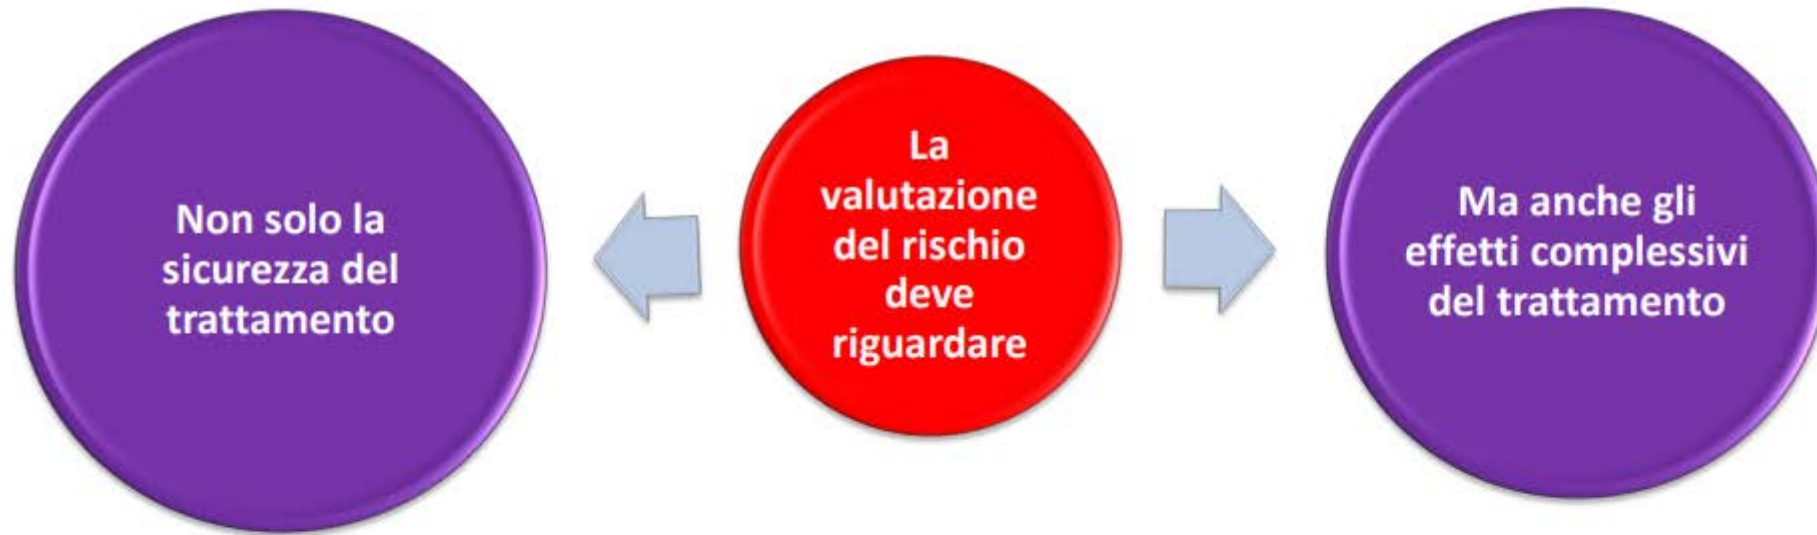 Non solo la
sicurezza del
trattamento
La
valutazione
del rischio
deve
riguardare
Ma anche gli
effetti complessivi
del trattamento